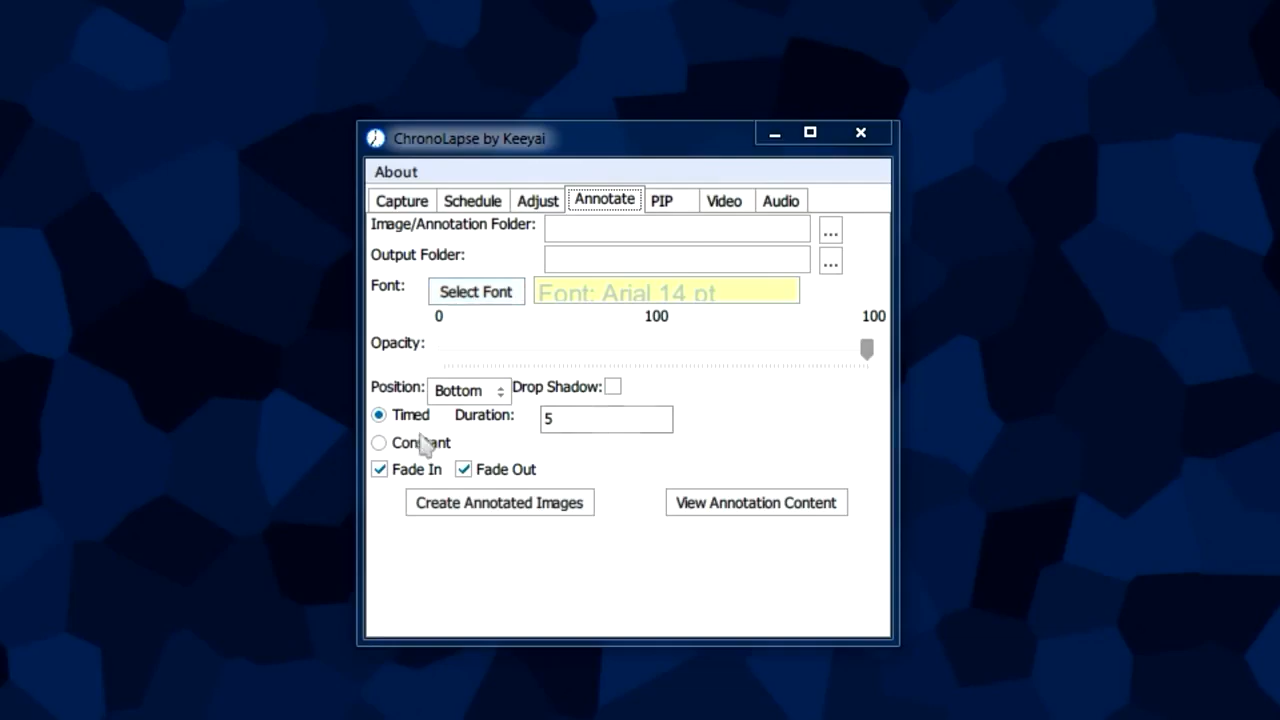 ChronoLapse by Keeyai
About
Capture Schedule Adjust Annotate PIP Video Audio
Image/Annotation Folder: ...
Output Folder: ...
Font: Select Font Font: Arial 14 pt
0 100 100
Opacity:
Position: Bottom Drop Shadow:
Timed Duration: 5
Constant
Fade In Fade Out
Create Annotated Images View Annotation Content